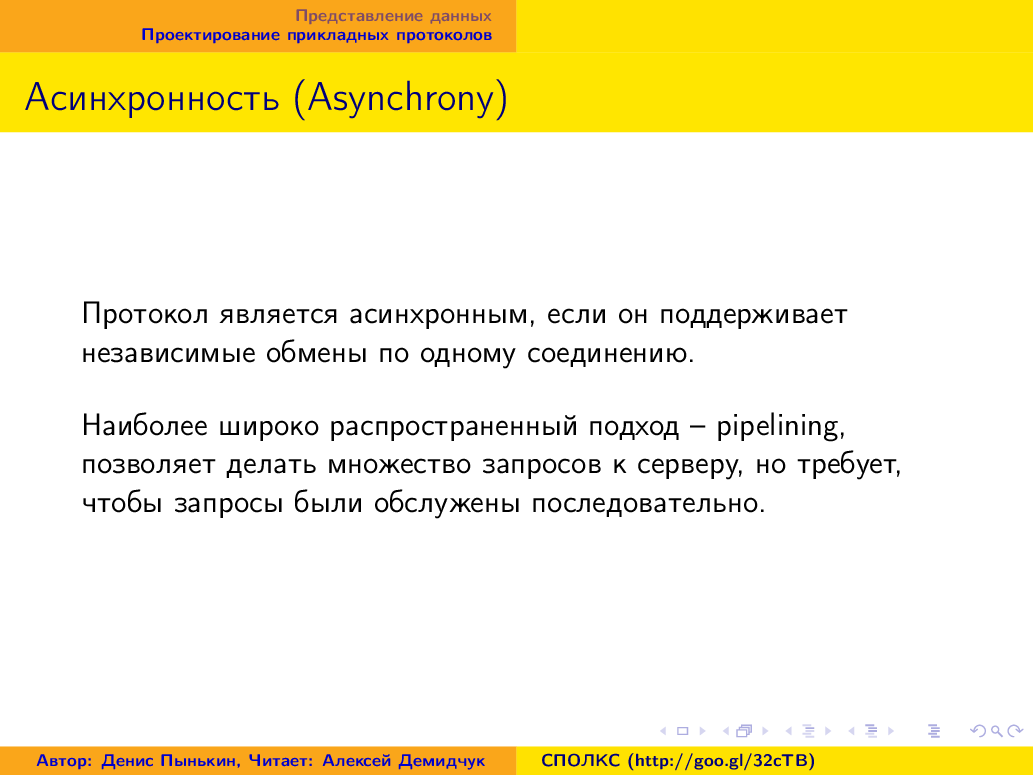 Представление данных
Проектирование прикладных протоколов
Асинхронность (Asynchrony)
Протокол является асинхронным, если он поддерживает
независимые обмены по одному соединению.
Наиболее широко распространенный подход – pipelining,
позволяет делать множество запросов к серверу, но требует,
чтобы запросы были обслужены последовательно.
Автор: Денис Пынькин, Читает: Алексей Демидчук
СПОЛКС (http://goo.gl/32cTB)